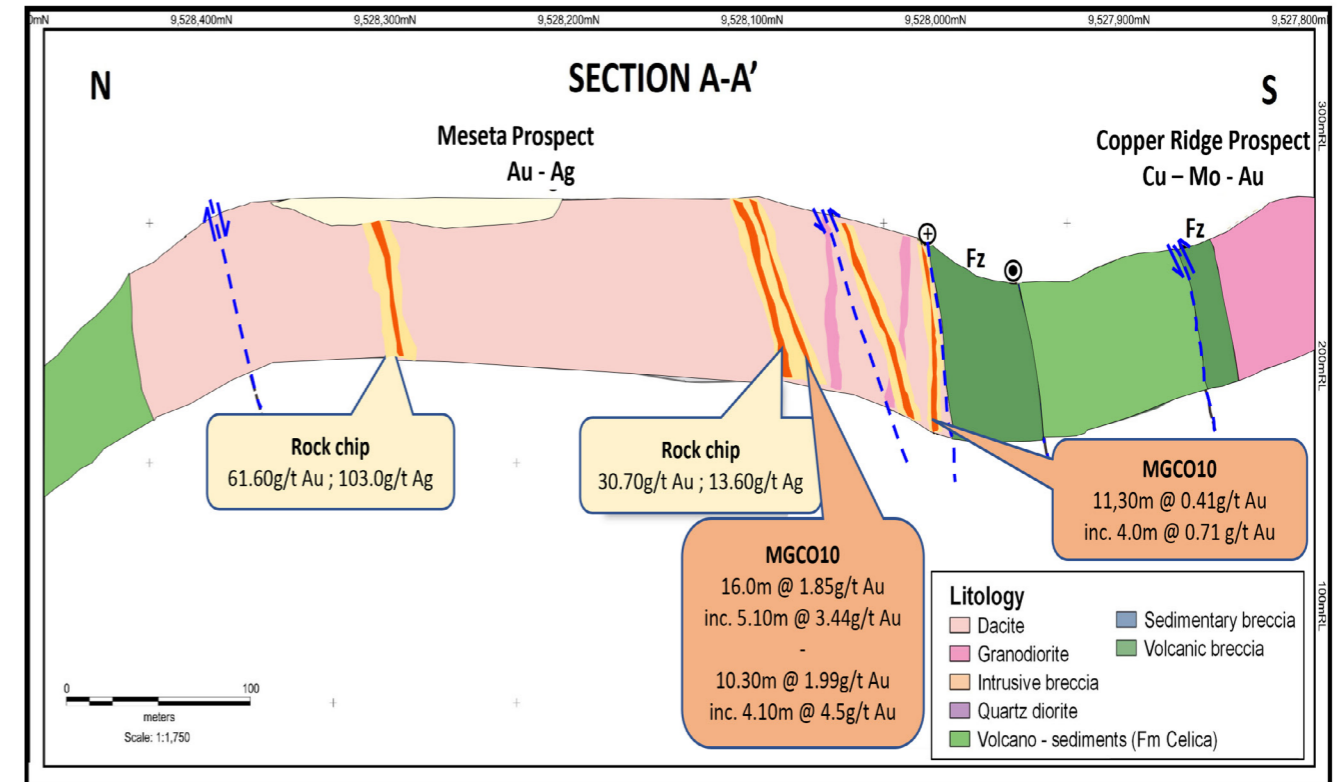 0mN 9,528,400mN 9,528,300mN 9,528,200mN 9,528,100mN 9,528,000mN 9,527,900mN 9,527,800mN
N
SECTION A-A’
S
Meseta Prospect
Au - Ag
Copper Ridge Prospect
Cu – Mo - Au
300mRL
Fz
Fz
200mRL
Rock chip
61.60g/t Au ; 103.0g/t Ag
Rock chip
30.70g/t Au ; 13.60g/t Ag
MGCO10
11,30m @ 0.41g/t Au
inc. 4.0m @ 0.71 g/t Au
MGCO10
16.0m @ 1.85g/t Au
inc. 5.10m @ 3.44g/t Au
-
10.30m @ 1.99g/t Au
inc. 4.10m @ 4.5g/t Au
100mRL
Litology
Dacite
Granodiorite
Intrusive breccia
Quartz diorite
Volcano - sediments (Fm Celica)
Sedimentary breccia
Volcanic breccia
0 100
meters
Scale: 1:1,750